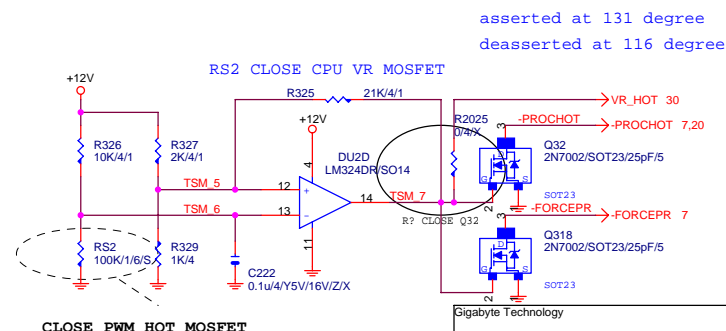 asserted at 131 degree
deasserted at 116 degree
RS2 CLOSE CPU VR MOSFET
+12V
R325
21K/4/1
+12V
VR_HOT 30
R2025
0/4/X
-PROCHOT
-PROCHOT 7,20
3
R326
10K/4/1
R327
2K/4/1
4
DU2D
LM324DR/SO14
Q32
2N7002/SOT23/25pF/5
D
G
S
TSM_5
12
+
14
TSM_7
2
1
SOT23
TSM_6
13
-
R? CLOSE Q32
3
-FORCEPR
-FORCEPR 7
11
RS2
100K/1/6/S
R329
1K/4
Q318
2N7002/SOT23/25pF/5
D
G
S
C222
0.1u/4/Y5V/16V/Z/X
2
1
SOT23
Gigabyte Technology
CLOSE PWM HOT MOSFET